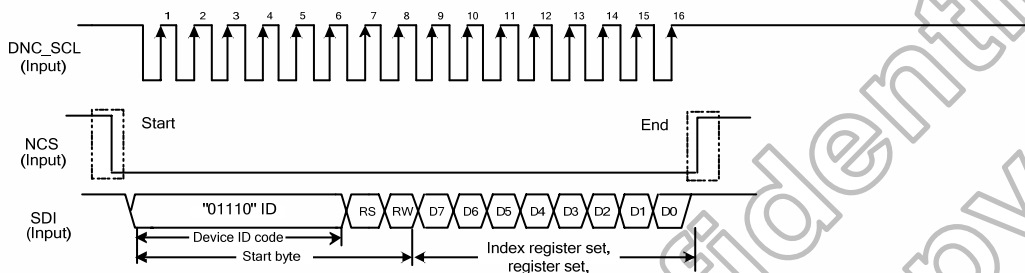 1 2 3 4 5 6 7 8 9 10 11 12 13 14 15 16
DNC_SCL
(Input)
Start
End
NCS
(Input)
SDI
(Input)
"01110" ID
RS
RW
D7
D6
D5
D4
D3
D2
D1
D0
Device ID code
Start byte
Index register set,
register set,